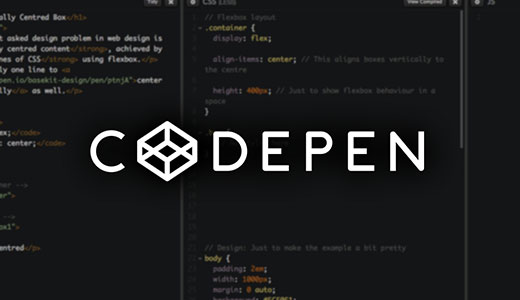 Tidy
ally Centred Box</h1>
t asked design problem in web design is
y centred content</strong>, achieved by
nes of CSS</strong> using flexbox.</p>
ly one line to <a
pen.io/basekit-design/pen/ptnjA">center
ally</a> as well.</p>
ex;</code>
: center;</code>
ner -->
er">
-->
ox1">
entred</p>
CSS
View Compiled
// flexbox layout
.container {
display: flex;
align-items: center; // This aligns boxes vertically to
the centre
height: 400px; // Just to show flexbox behaviour in a
space
}
// Design: Just to make the example a bit pretty
body {
padding: 2em;
width: 1000px;
margin: 0 auto;
JS
CODEPEN